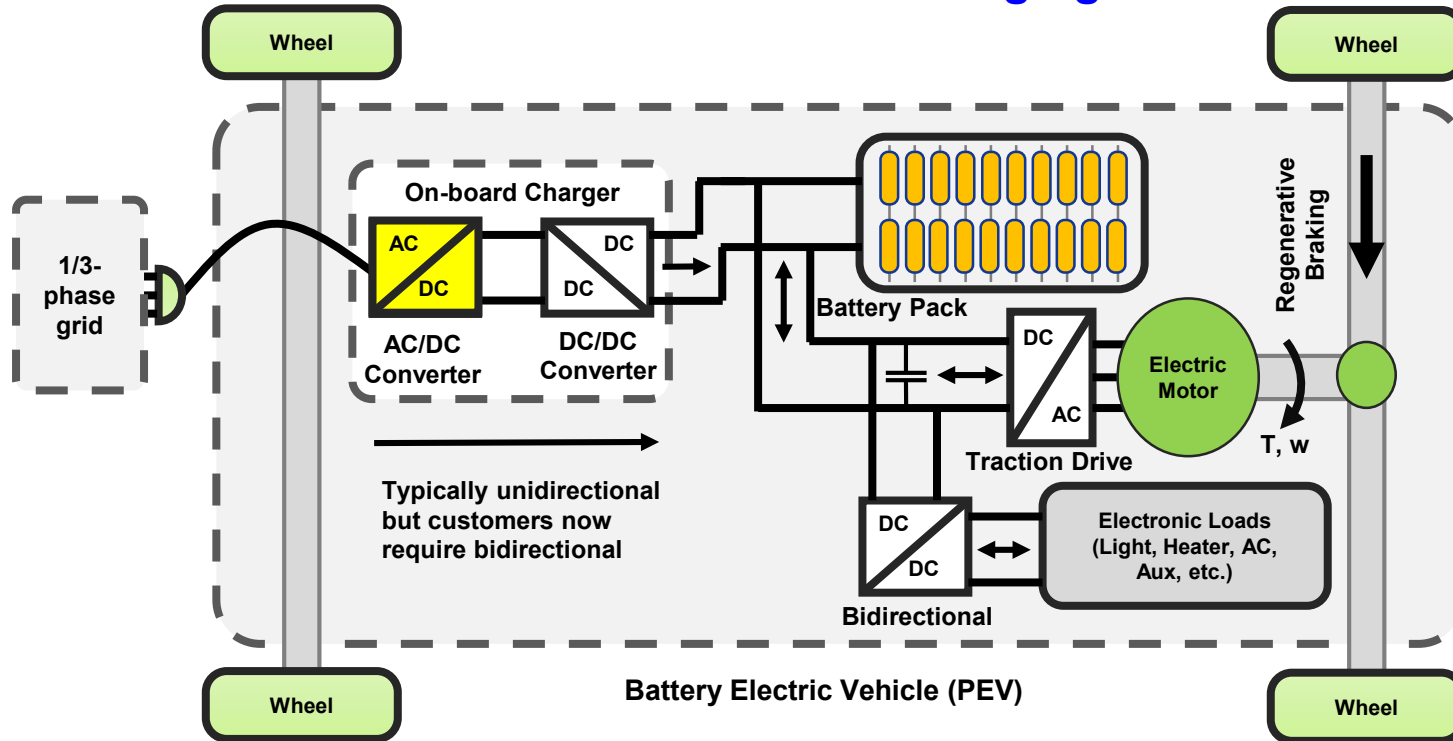 Wheel
Wheel
1/3-
phase
grid
On-board Charger
AC
DC
DC
DC
AC/DC
Converter
DC/DC
Converter
Typically unidirectional
but customers now
require bidirectional
Battery Pack
Regenerative
Braking
DC
AC
Traction Drive
Electric
Motor
T, w
DC
DC
Bidirectional
Electronic Loads
(Light, Heater, AC,
Aux, etc.)
Battery Electric Vehicle (PEV)
Wheel
Wheel